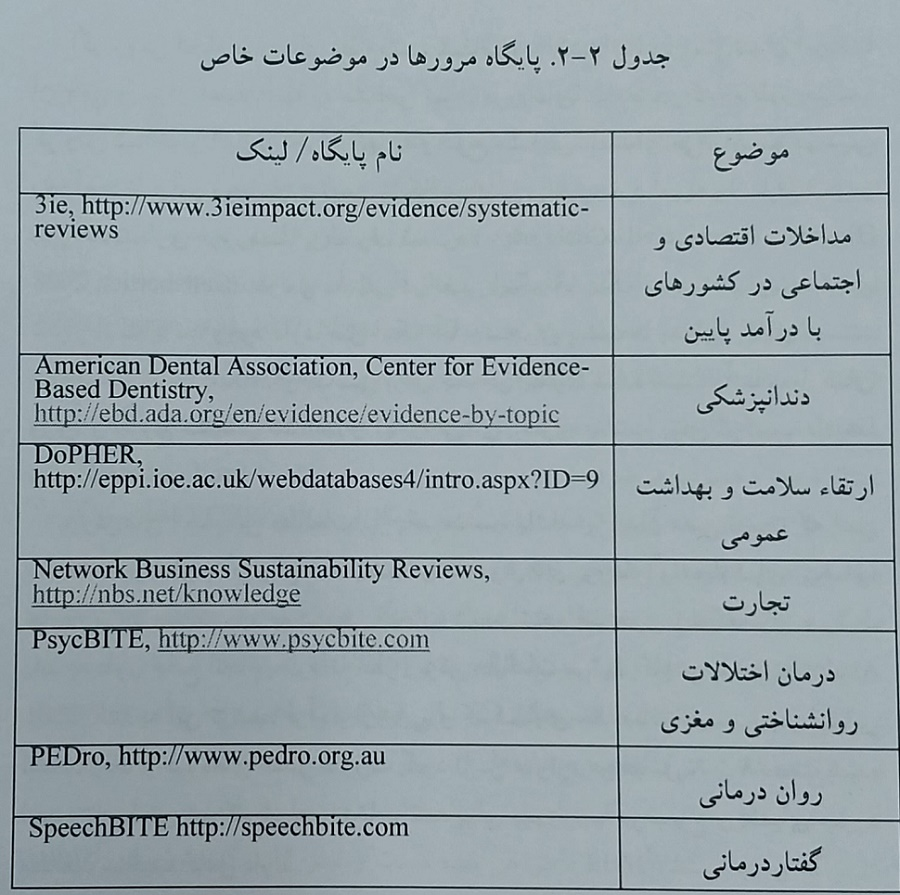 جدول ۲-۲. پایگاه مرورها در موضوعات خاص
موضوع
نام پایگاه/ لینک
مداخلات اقتصادی و
اجتماعی در کشورهای
با درآمد پایین
3ie, http://www.3ieimpact.org/evidence/systematic-
reviews
دندانپزشکی
American Dental Association, Center for Evidence-
Based Dentistry,
http://ebd.ada.org/en/evidence/evidence-by-topic
ارتقاء سلامت و بهداشت
عمومی
DoPHER,
http://eppi.ioe.ac.uk/webdatabases4/intro.aspx?ID=9
تجارت
Network Business Sustainability Reviews,
http://nbs.net/knowledge
درمان اختلالات
روانشناختی و مغزی
PsycBITE, http://www.psycbite.com
روان درمانی
PEDro, http://www.pedro.org.au
گفتاردرمانی
SpeechBITE http://speechbite.com